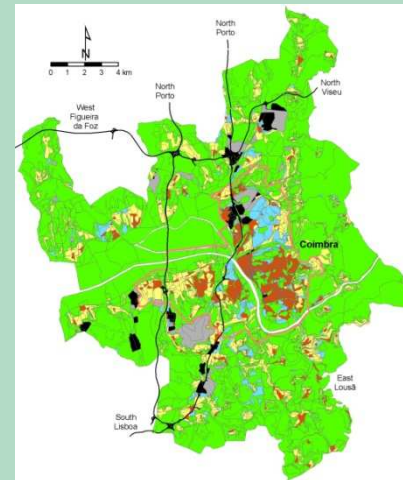 North
Porto
N
0 1 2 4 km
North
Porto
North
Viseu
West
Figueira
da Foz
Coimbra
East
Lousã
South
Lisboa